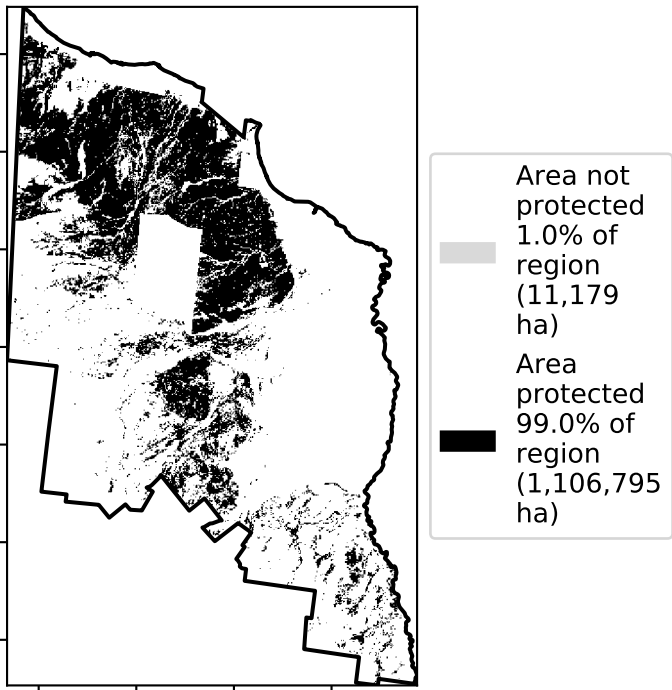 Area not
protected
1.0% of
region
(11,179
ha)
Area
protected
99.0% of
region
(1,106,795
ha)